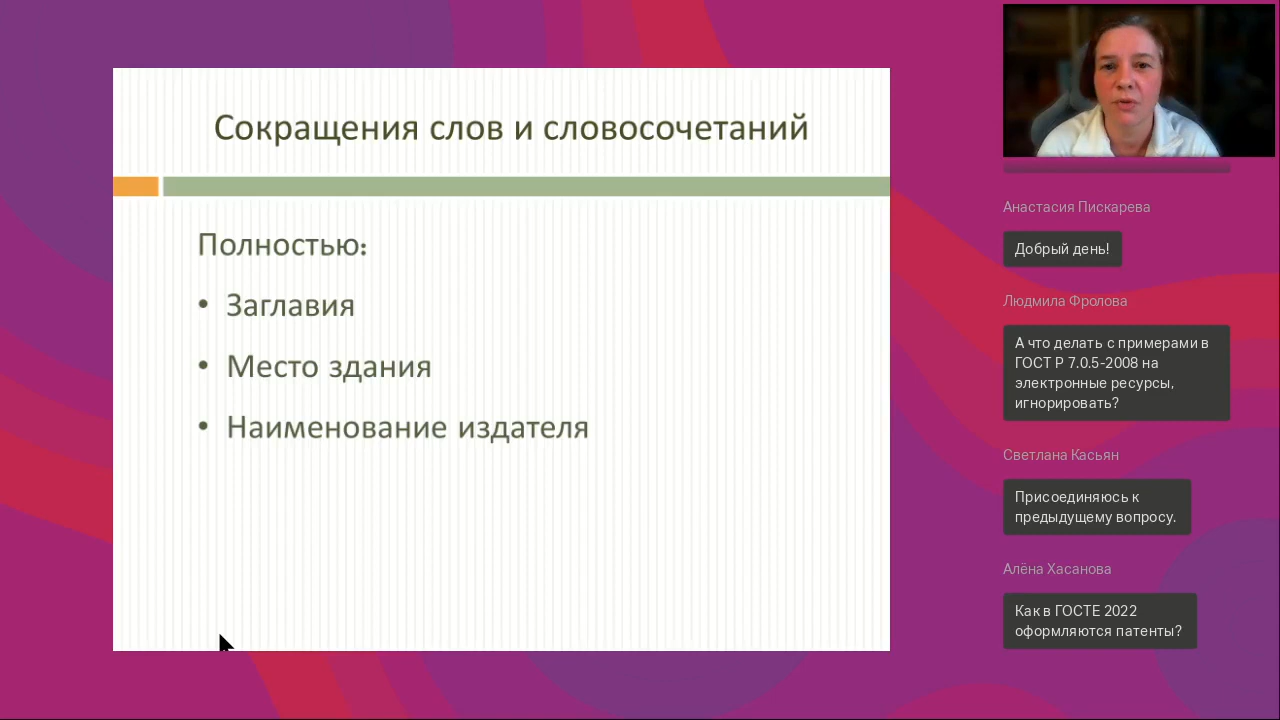 Сокращения слов и словосочетаний
Полностью:
• Заглавия
• Место здания
• Наименование издателя
Анастасия Пискарева
Добрый день!
Людмила Фролова
А что делать с примерами в
ГОСТ Р 7.0.5-2008 на
электронные ресурсы,
игнорировать?
Светлана Касьян
Присоединяюсь к
предыдущему вопросу.
Алёна Хасанова
Как в ГОСТЕ 2022
оформляются патенты?